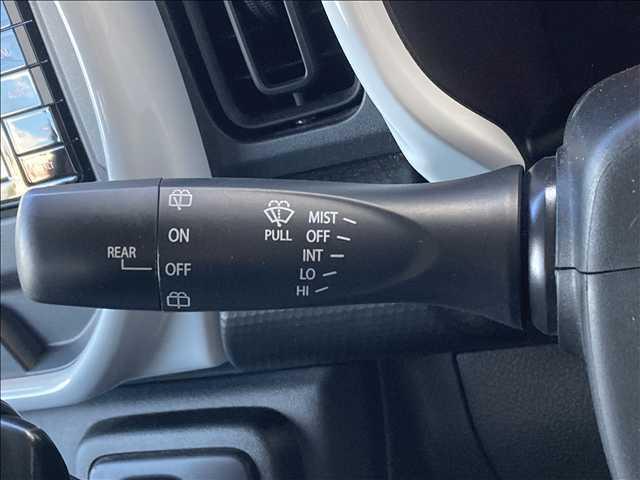 REAR
ON
OFF
PULL
MIST
OFF
INT
LO
HI